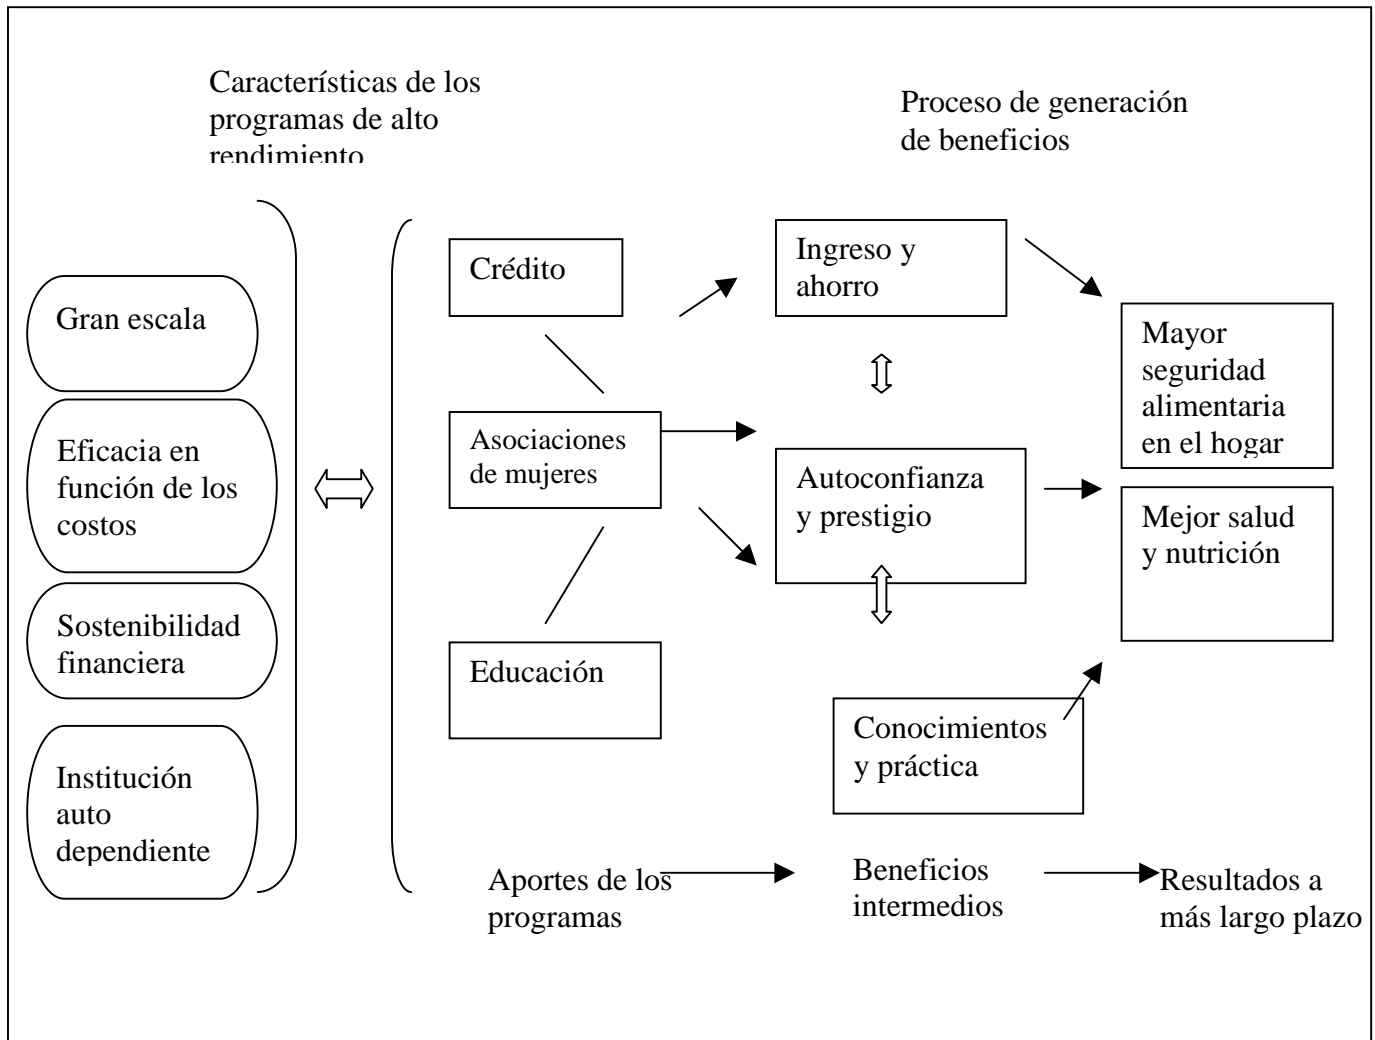 Características de los
programas de alto
rendimiento
Proceso de generación
de beneficios
Gran escala
Eficacia en
función de los
costos
Sostenibilidad
financiera
Institución
auto
dependiente
Crédito
Asociaciones
de mujeres
Educación
Ingreso y
ahorro
Autoconfianza
y prestigio
Conocimientos
y práctica
Mayor
seguridad
alimentaria
en el hogar
Mejor salud
y nutrición
Aportes de los
programas
Beneficios
intermedios
Resultados a
más largo plazo